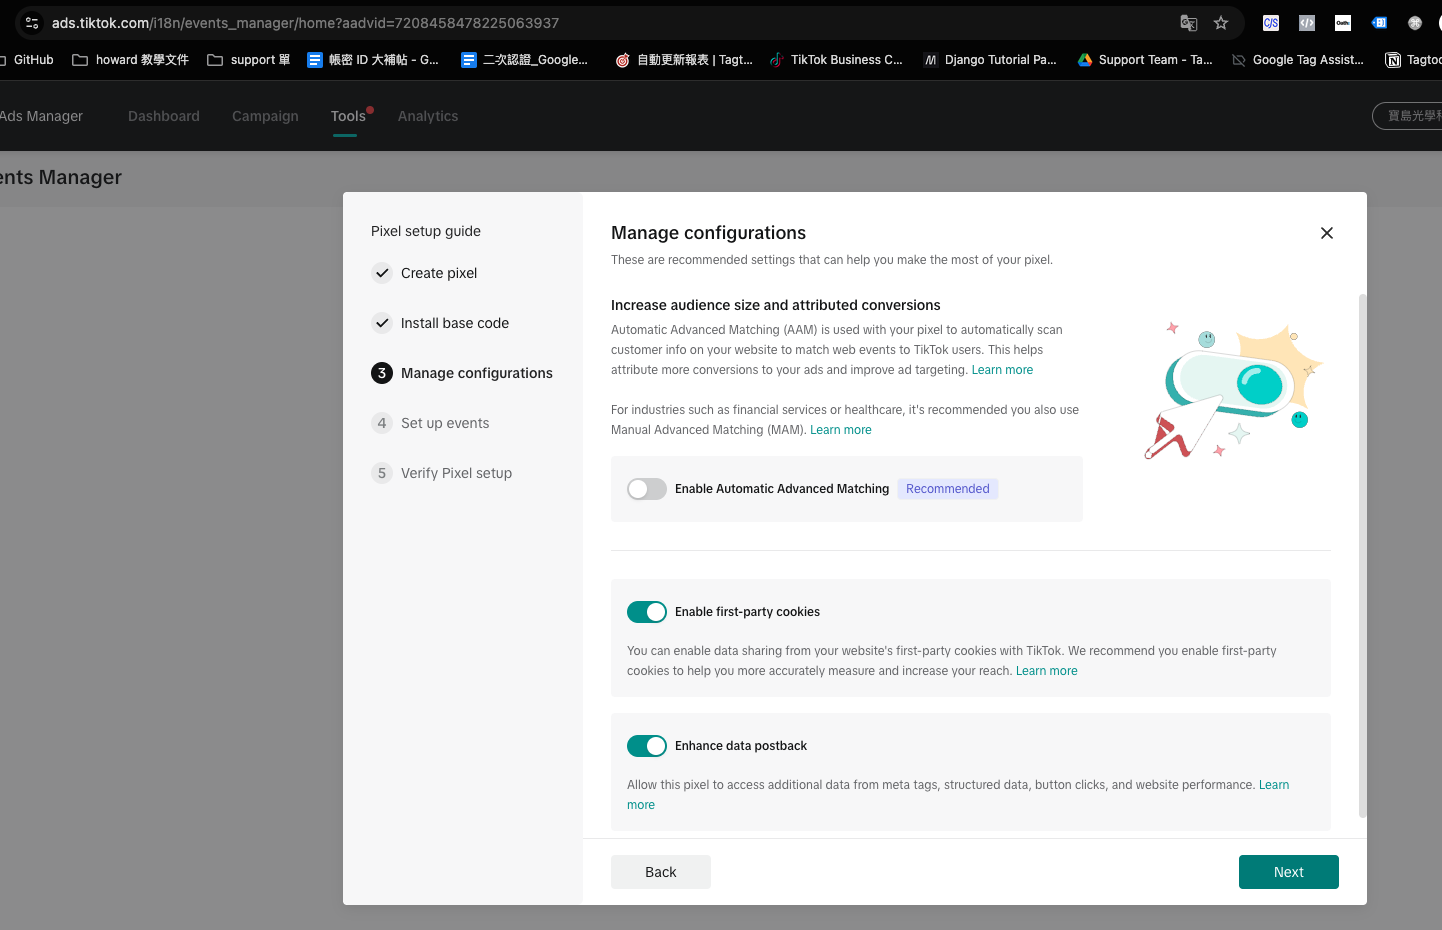 ads.tiktok.com/i18n/events_manager/home?aadvid=7208458478225063937
GitHub howard 教學文件 support 單 帳密 ID 大補帖 - G... 二次認證_Google... 自動更新報表 | Tagt... TikTok Business C... Django Tutorial Pa... Support Team - Ta... Google Tag Assist... Tagtoo
Ads Manager Dashboard Campaign Tools Analytics 寶島光學科
ents Manager
Pixel setup guide
Create pixel
Install base code
3 Manage configurations
4 Set up events
5 Verify Pixel setup
Manage configurations
These are recommended settings that can help you make the most of your pixel.
Increase audience size and attributed conversions
Automatic Advanced Matching (AAM) is used with your pixel to automatically scan
customer info on your website to match web events to TikTok users. This helps
attribute more conversions to your ads and improve ad targeting. Learn more
For industries such as financial services or healthcare, it's recommended you also use
Manual Advanced Matching (MAM). Learn more
Enable Automatic Advanced Matching Recommended
Enable first-party cookies
You can enable data sharing from your website's first-party cookies with TikTok. We recommend you enable first-party
cookies to help you more accurately measure and increase your reach. Learn more
Enhance data postback
Allow this pixel to access additional data from meta tags, structured data, button clicks, and website performance. Learn
more
Back Next